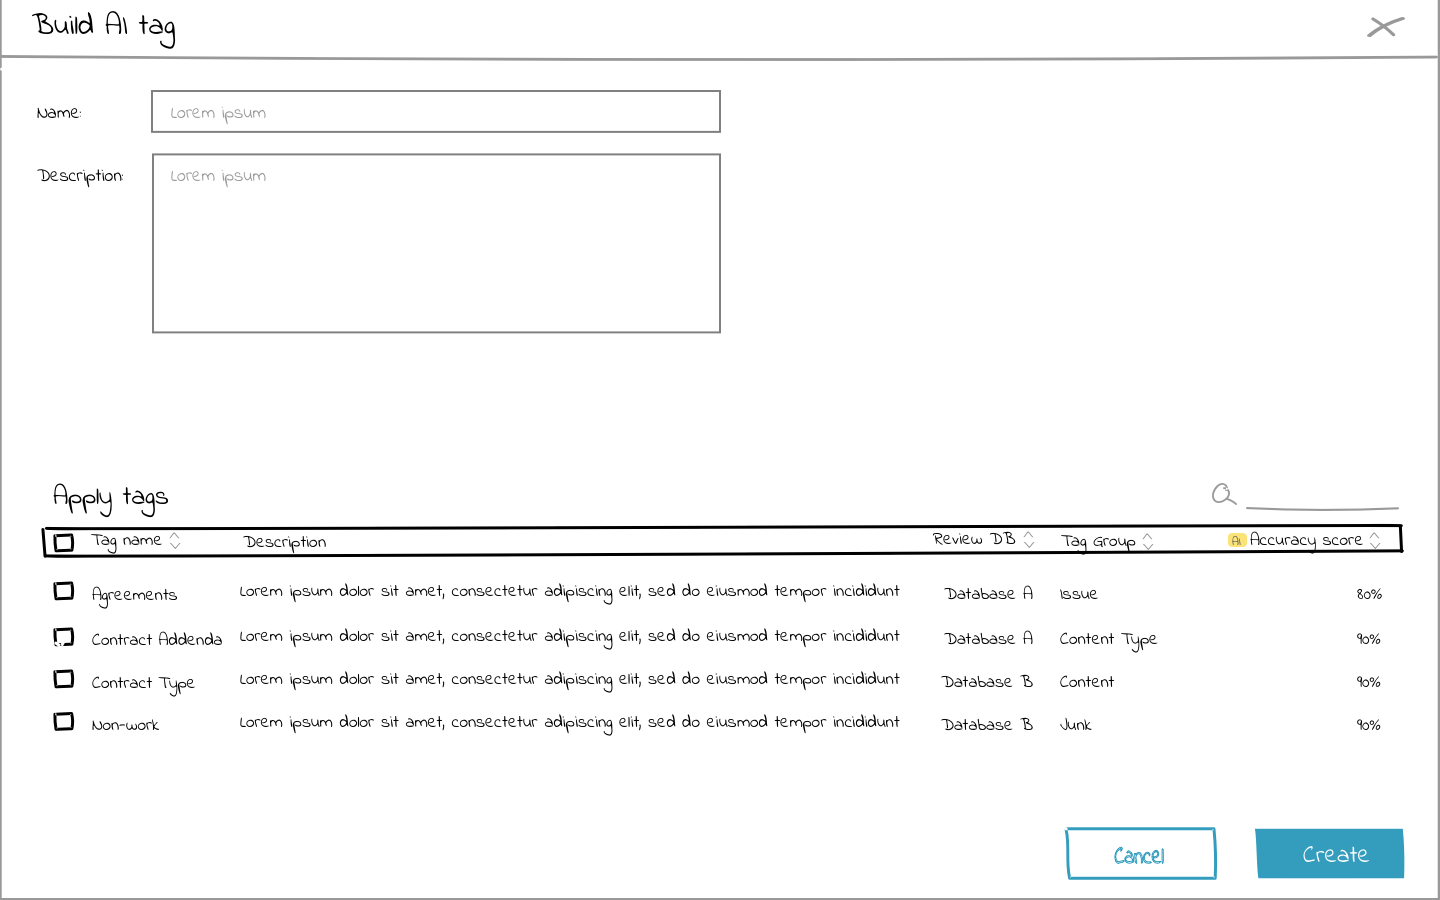 Build AI tag
Name:
Lorem ipsum
Description:
Lorem ipsum
Apply tags
Tag name Description Review DB Tag Group AI Accuracy score
Agreements Lorem ipsum dolor sit amet, consectetur adipiscing elit, sed do eiusmod tempor incididunt Database A Issue 80%
Contract Addenda Lorem ipsum dolor sit amet, consectetur adipiscing elit, sed do eiusmod tempor incididunt Database A Content Type 90%
Contract Type Lorem ipsum dolor sit amet, consectetur adipiscing elit, sed do eiusmod tempor incididunt Database B Content 90%
Non-work Lorem ipsum dolor sit amet, consectetur adipiscing elit, sed do eiusmod tempor incididunt Database B Junk 90%
Cancel Create